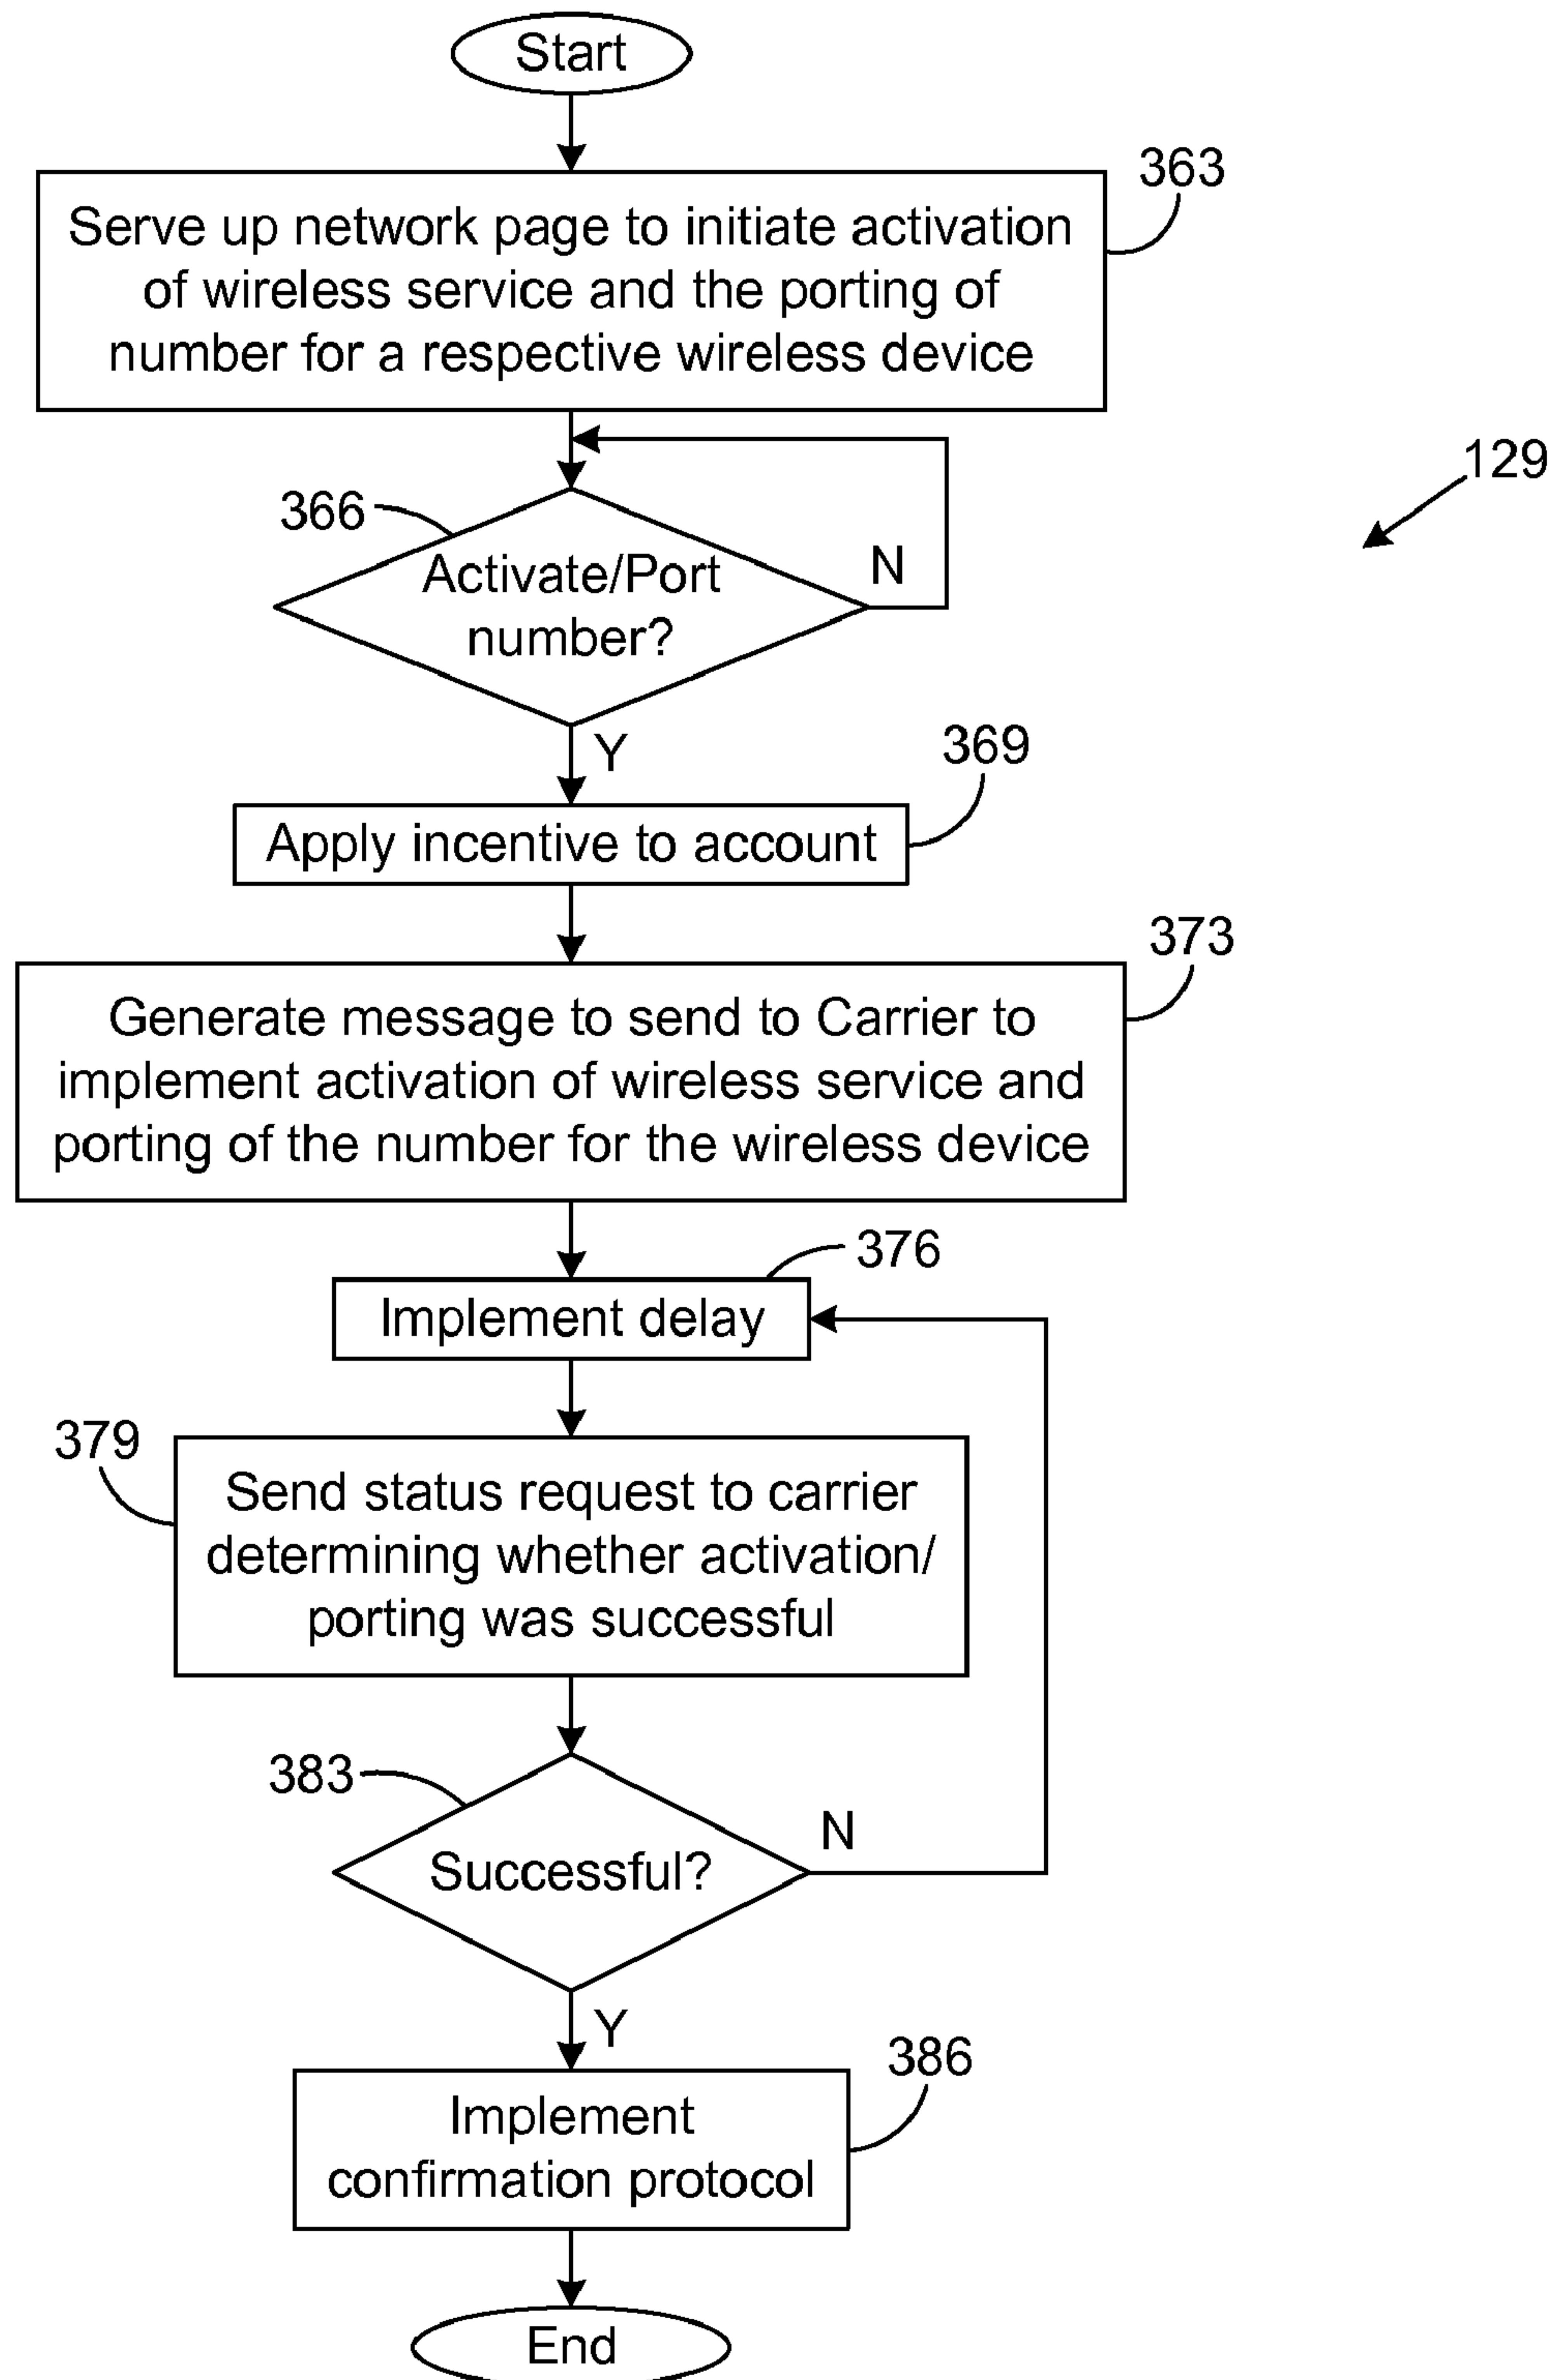 Start
363
Serve up network page to initiate activation
of wireless service and the porting of
number for a respective wireless device
129
366
Activate/Port
number?
N
Y
369
Apply incentive to account
373
Generate message to send to Carrier to
implement activation of wireless service and
porting of the number for the wireless device
376
Implement delay
379
Send status request to carrier
determining whether activation/
porting was successful
383
Successful?
N
Y
386
Implement
confirmation protocol
End